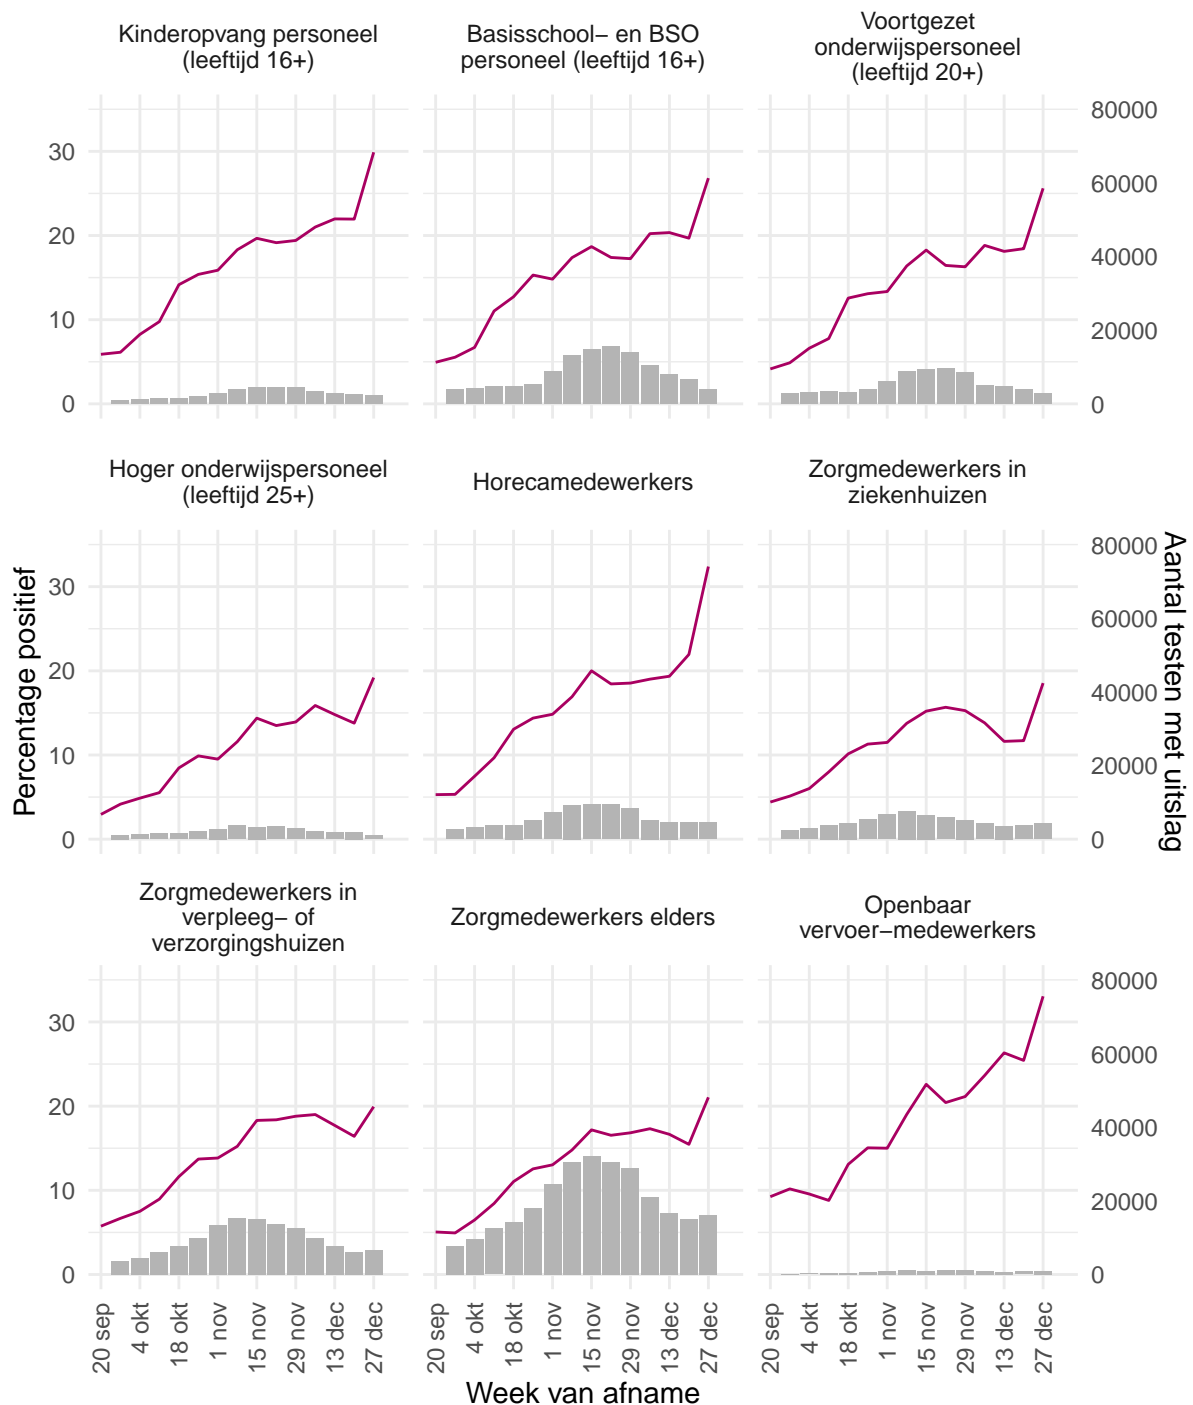 Kinderopvang personeel
(leeftijd 16+)
Basisschool− en BSO
personeel (leeftijd 16+)
Voortgezet
onderwijspersoneel
(leeftijd 20+)
30
20
10
0
80000
60000
40000
20000
0
Hoger onderwijspersoneel
(leeftijd 25+)
Horecamedewerkers
Zorgmedewerkers in
ziekenhuizen
Percentage positief
30
20
10
0
80000
60000
40000
20000
0
Aantal testen met uitslag
Zorgmedewerkers in
verpleeg− of
verzorgingshuizen
Zorgmedewerkers elders
Openbaar
vervoer−medewerkers
30
20
10
0
80000
60000
40000
20000
0
20 sep
4 okt
18 okt
1 nov
15 nov
29 nov
13 dec
27 dec
20 sep
4 okt
18 okt
1 nov
15 nov
29 nov
13 dec
27 dec
20 sep
4 okt
18 okt
1 nov
15 nov
29 nov
13 dec
27 dec
Week van afname